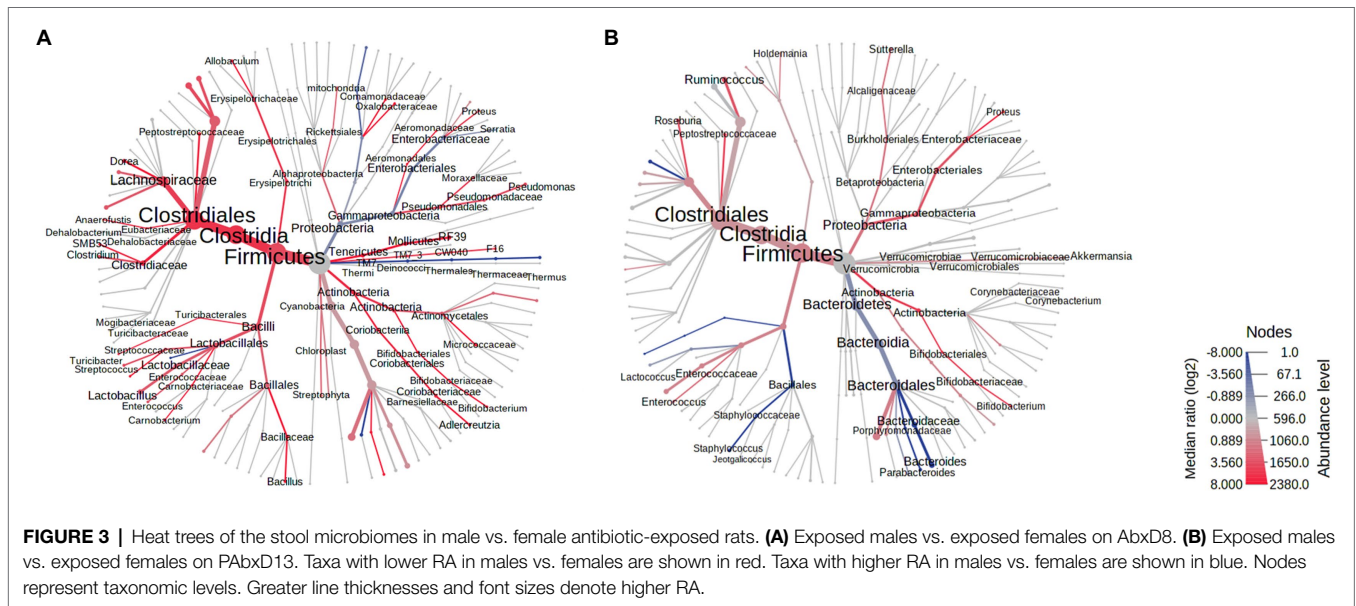 A
Allobaculum
Erysipelotrichaceae
mitochondria
Comamonadaceae
Oxalobacteraceae
Proteus
Peptostreptococcaceae
Rickettsiales
Aeromonadaceae
Serratia
Erysipelotrichales
Enterobacteriaceae
Dorea
Aeromonadales
Lachnospiraceae
Alphaproteobacteria
Enterobacteriales
Erysipelotrichi
Moraxellaceae
Pseudomonas
Pseudomonadaceae
Clostridiales
Pseudomonadales
Anaerofustis
Gammaproteobacteria
Eubacteriaceae
Proteobacteria
Dehalobacterium
Clostridia
Mollicutes
RF39
SMB53
Dehalobacteriaceae
Tenericutes
F16
Clostridium
Firmicutes
TM7_3
CW040
Clostridiaceae
TM7
Deinococci
Thermi
Thermales
Thermaceae
Thermus
Actinobacteria
Cyanobacteria
Actinobacteria
Turicibacterales
Actinomycetales
Mogibacteriaceae
Bacilli
Coriobacteriia
Turicibacteraceae
Lactobacillales
Micrococcaceae
Streptococcaceae
Chloroplast
Bifidobacteriales
Turicibacter
Lactobacillaceae
Coriobacteriales
Streptococcus
Enterococcaceae
Bifidobacteriaceae
Carnobacteriaceae
Bacillales
Coriobacteriaceae
Lactobacillus
Streptophyta
Barnesiellaceae
Enterococcus
Bifidobacterium
Carnobacterium
Adlercreutzia
Bacillaceae
Bacillus
B
Holdemania
Sutterella
Ruminococcus
Alcaligenaceae
Proteus
Roseburia
Peptostreptococcaceae
Burkholderiales
Enterobacteriaceae
Enterobacteriales
Betaproteobacteria
Clostridiales
Gammaproteobacteria
Proteobacteria
Clostridia
Firmicutes
Verrucomicrobiae
Verrucomicrobiaceae
Akkermansia
Verrucomicrobia
Verrucomicrobiales
Actinobacteria
Corynebacteriaceae
Bacteroidetes
Corynebacterium
Actinobacteria
Bacteroidia
Bifidobacteriales
Lactococcus
Enterococcaceae
Bacillales
Bacteroidales
Bifidobacteriaceae
Enterococcus
Bifidobacterium
Staphylococcaceae
Bacteroidaceae
Porphyromonadaceae
Staphylococcus
Bacteroides
Jeotgalicoccus
Parabacteroides
Nodes
Median ratio (log2)
Abundance level
-8.000 1.0
-3.560 67.1
-0.889 266.0
0.000 596.0
0.889 1060.0
3.560 1650.0
8.000 2380.0
FIGURE 3 | Heat trees of the stool microbiomes in male vs. female antibiotic-exposed rats. (A) Exposed males vs. exposed females on AbxD8. (B) Exposed males
vs. exposed females on PAbxD13. Taxa with lower RA in males vs. females are shown in red. Taxa with higher RA in males vs. females are shown in blue. Nodes
represent taxonomic levels. Greater line thicknesses and font sizes denote higher RA.